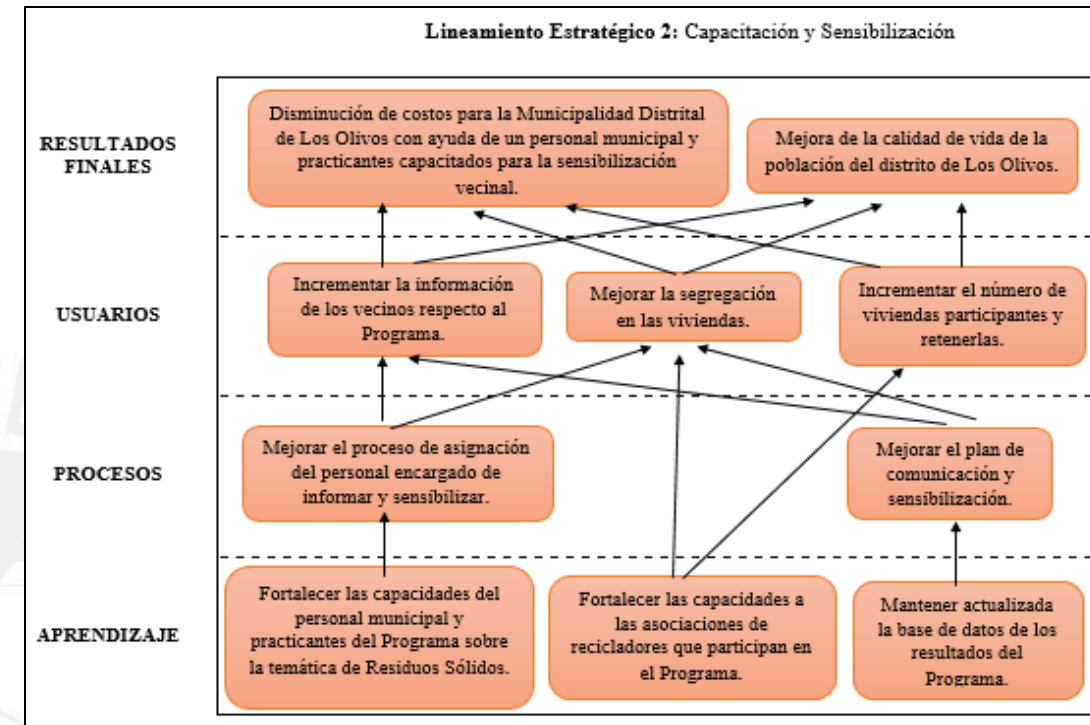 Lineamiento Estratégico 2: Capacitación y Sensibilización
RESULTADOS
FINALES
Disminución de costos para la Municipalidad Distrital
de Los Olivos con ayuda de un personal municipal y
practicantes capacitados para la sensibilización
vecinal.
Mejora de la calidad de vida de la
población del distrito de Los Olivos.
USUARIOS
Incrementar la información
de los vecinos respecto al
Programa.
Mejorar la segregación
en las viviendas.
Incrementar el número de
viviendas participantes y
retenerlas.
PROCESOS
Mejorar el proceso de asignación
del personal encargado de
informar y sensibilizar.
Mejorar el plan de
comunicación y
sensibilización.
APRENDIZAJE
Fortalecer las capacidades del
personal municipal y
practicantes del Programa sobre
la temática de Residuos Sólidos.
Fortalecer las capacidades a
las asociaciones de
recicladores que participan en
el Programa.
Mantener actualizada
la base de datos de los
resultados del
Programa.